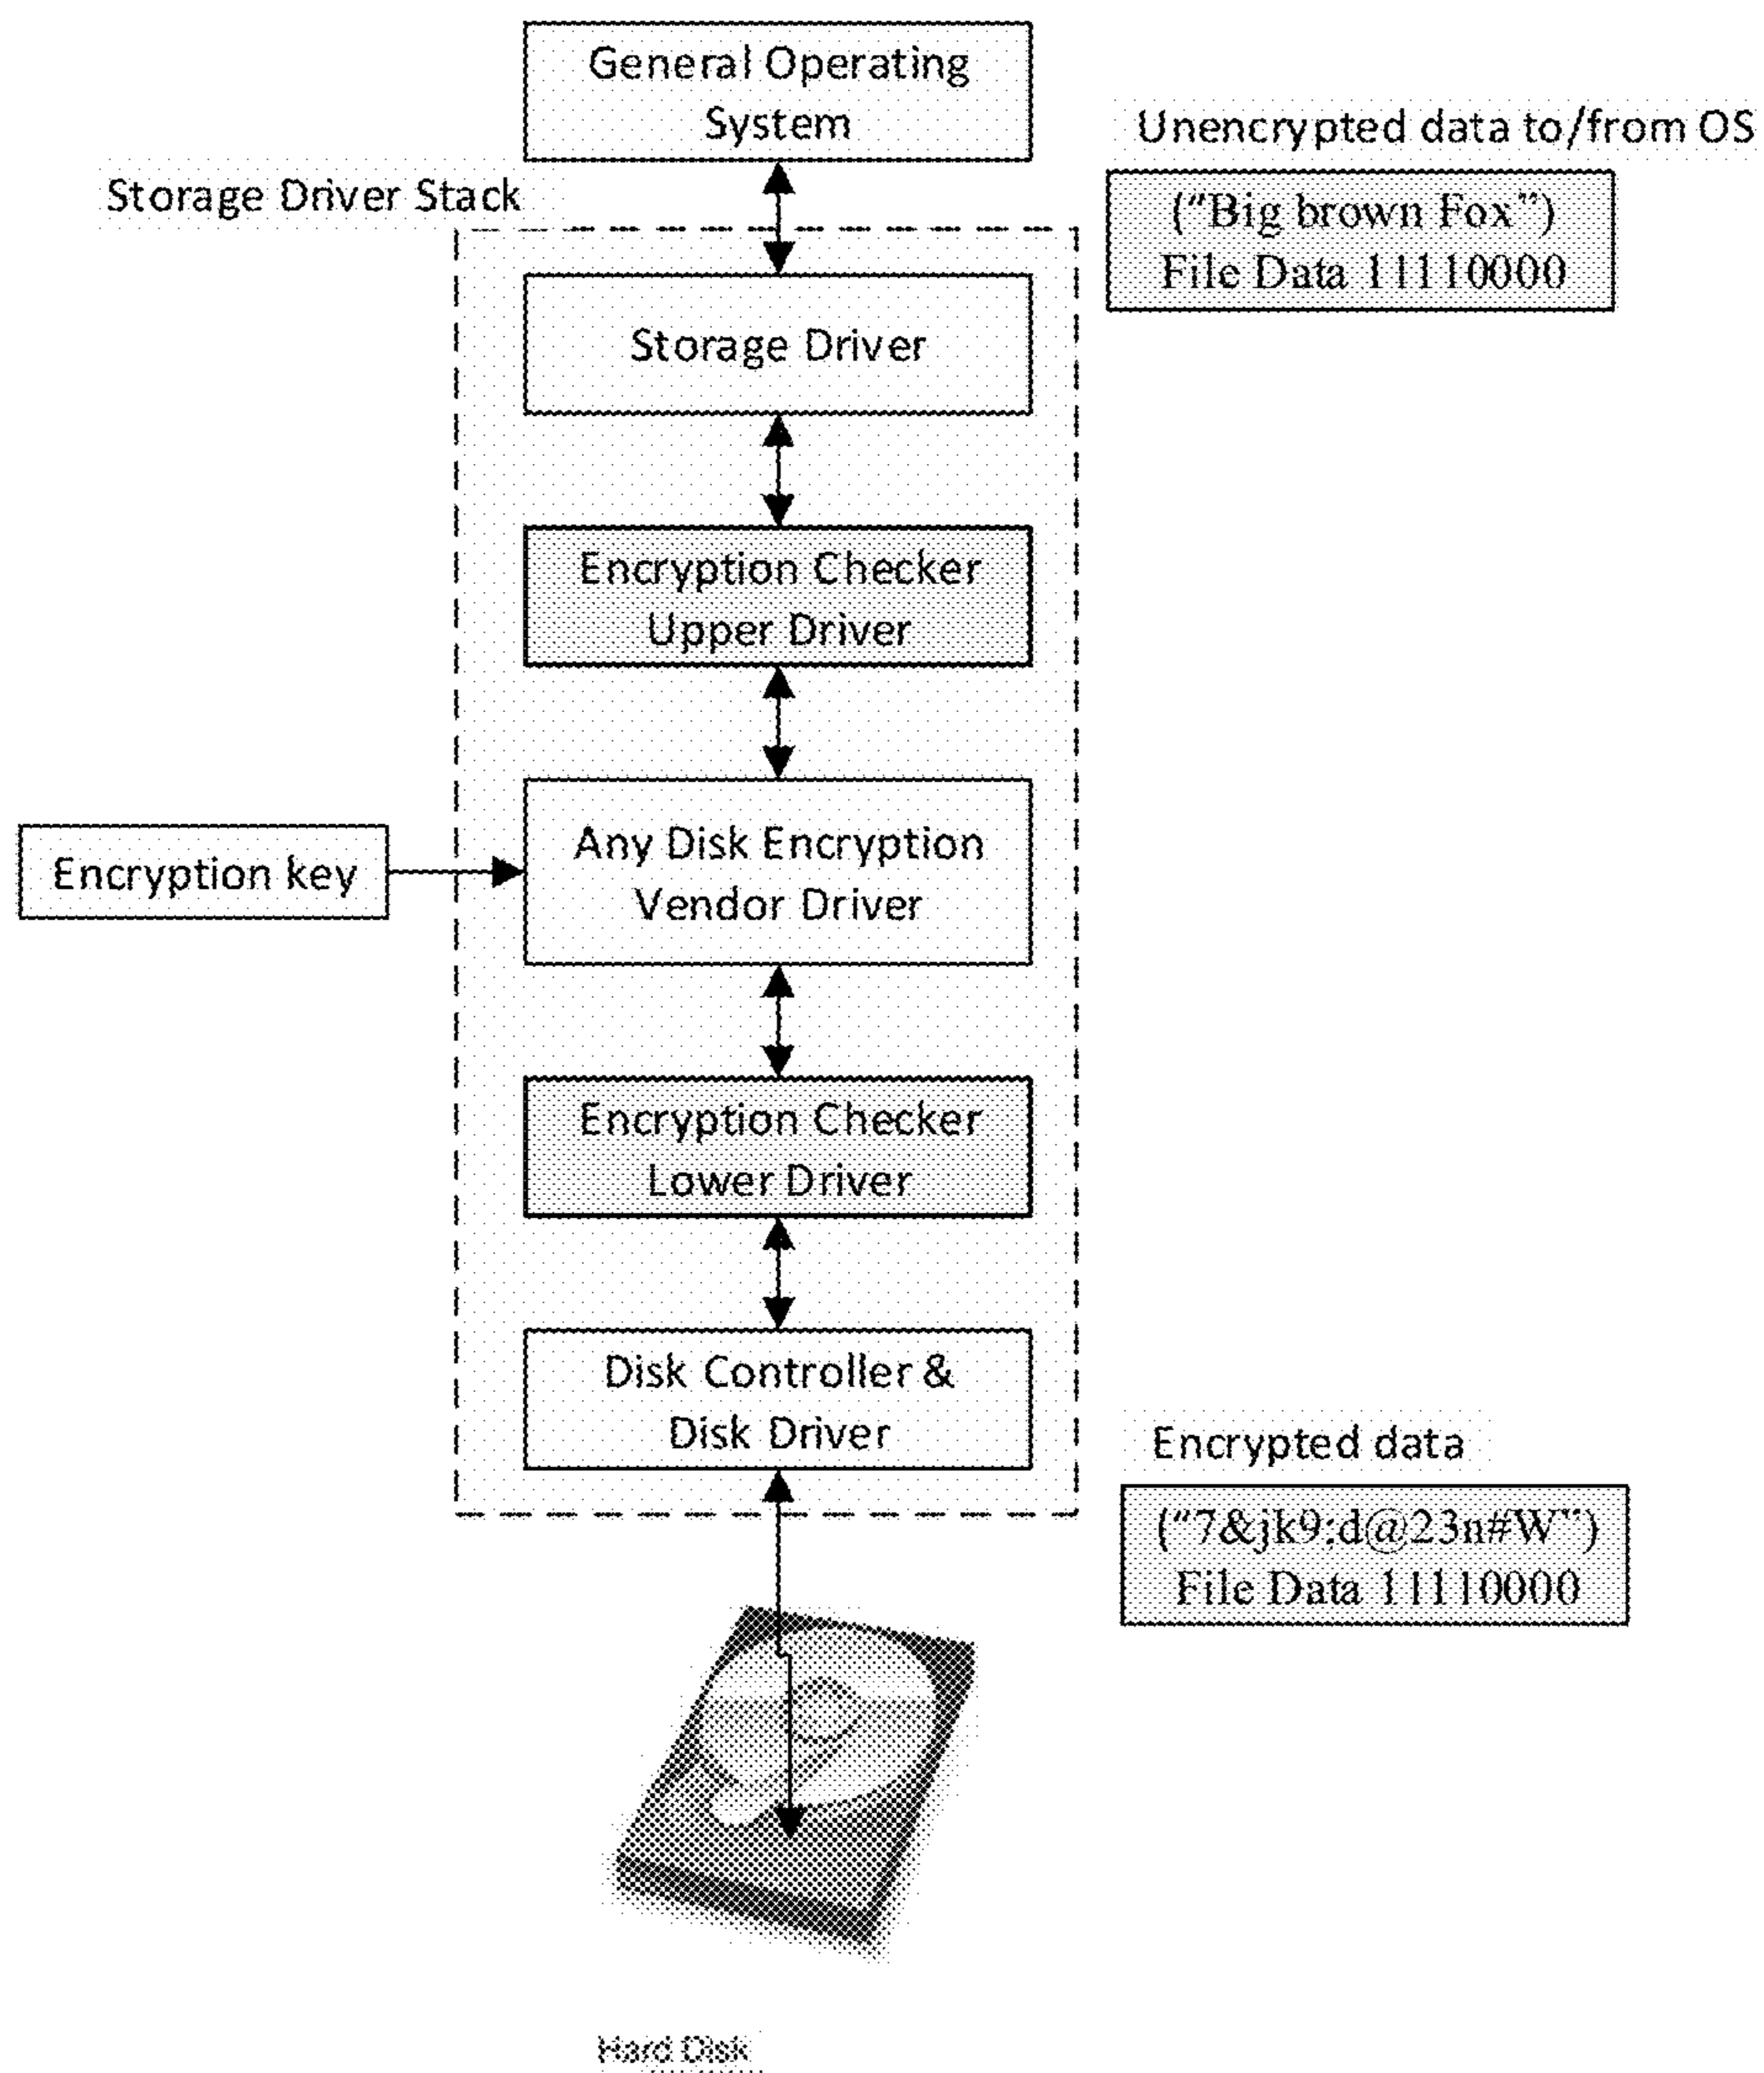 General Operating
System
Unencrypted data to/from OS
("Big brown Fox")
File Data 11110000
Storage Driver Stack
Storage Driver
Encryption Checker
Upper Driver
Encryption key
Any Disk Encryption
Vendor Driver
Encryption Checker
Lower Driver
Disk Controller &
Disk Driver
Encrypted data
("7&jk9;d@23n#W")
File Data 11110000
Hard Disk